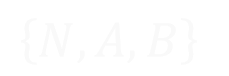 {N, A, B}